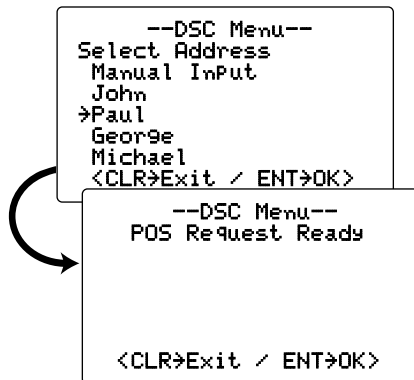 --DSC Menu--
Select Address
Manual InPut
John
→Paul
George
Michael
<CLR→Exit / ENT→OK>
--DSC Menu--
POS Request Ready
<CLR→Exit / ENT→OK>